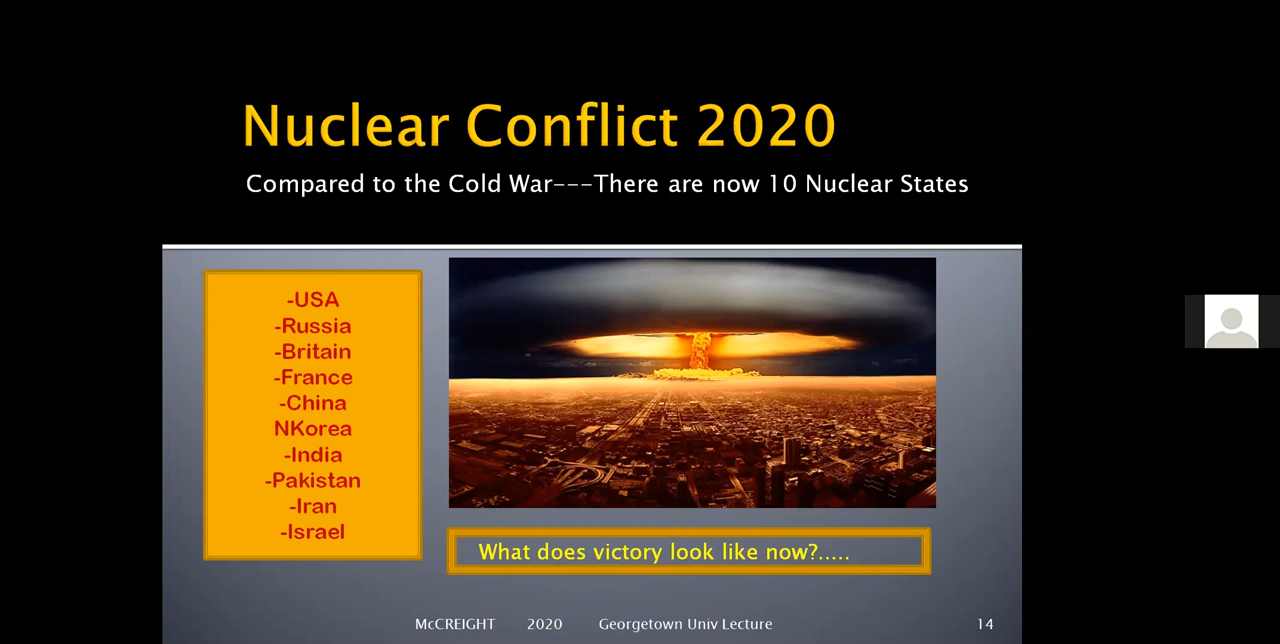 Nuclear Conflict 2020
Compared to the Cold War---There are now 10 Nuclear States
-USA
-Russia
-Britain
-France
-China
NKorea
-India
-Pakistan
-Iran
-Israel
What does victory look like now?.....
McCREIGHT 2020 Georgetown Univ Lecture 14